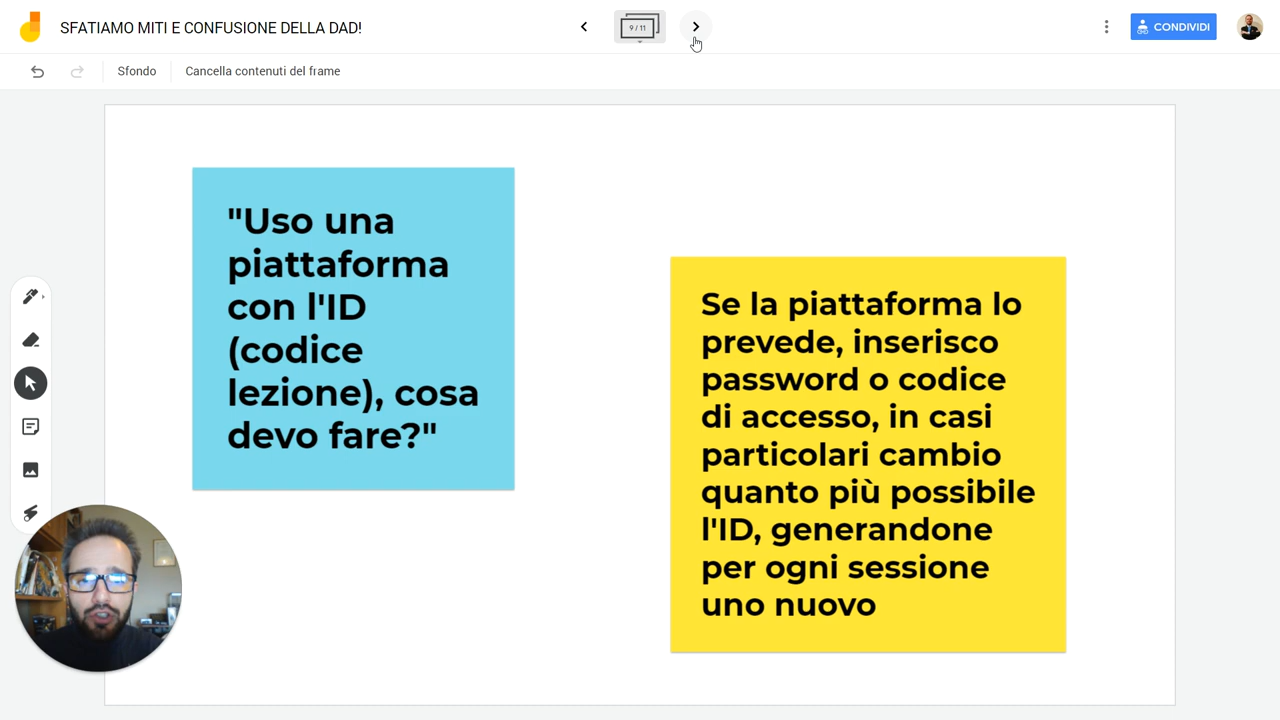 SFATIAMO MITI E CONFUSIONE DELLA DAD!
9 / 11
CONDIVIDI
Sfondo
Cancella contenuti del frame
"Uso una
piattaforma
con l'ID
(codice
lezione), cosa
devo fare?"
Se la piattaforma lo
prevede, inserisco
password o codice
di accesso, in casi
particolari cambio
quanto più possibile
l'ID, generandone
per ogni sessione
uno nuovo